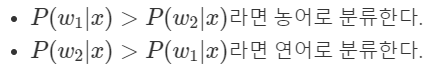 • P(w₁|x) > P(w₂|x)라면 농어로 분류한다.
• P(w₂|x) > P(w₁|x)라면 연어로 분류한다.